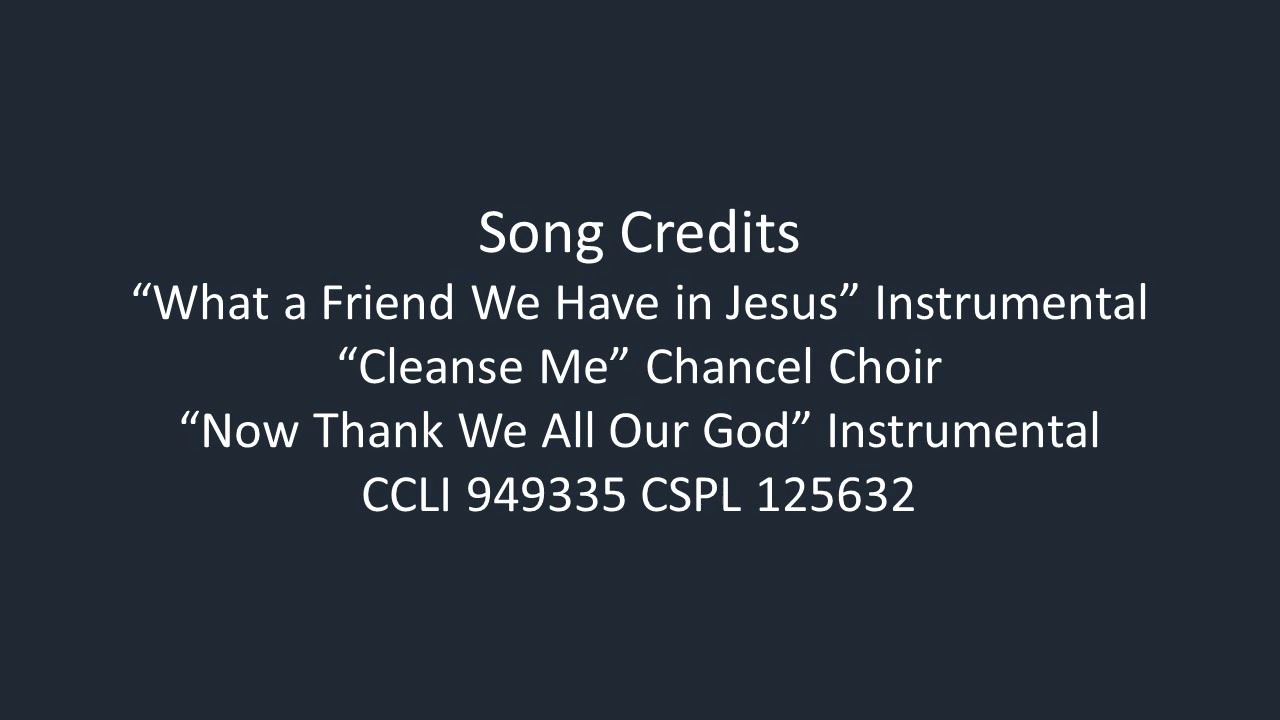 Song Credits
“What a Friend We Have in Jesus” Instrumental
“Cleanse Me” Chancel Choir
“Now Thank We All Our God” Instrumental
CCLI 949335 CSPL 125632